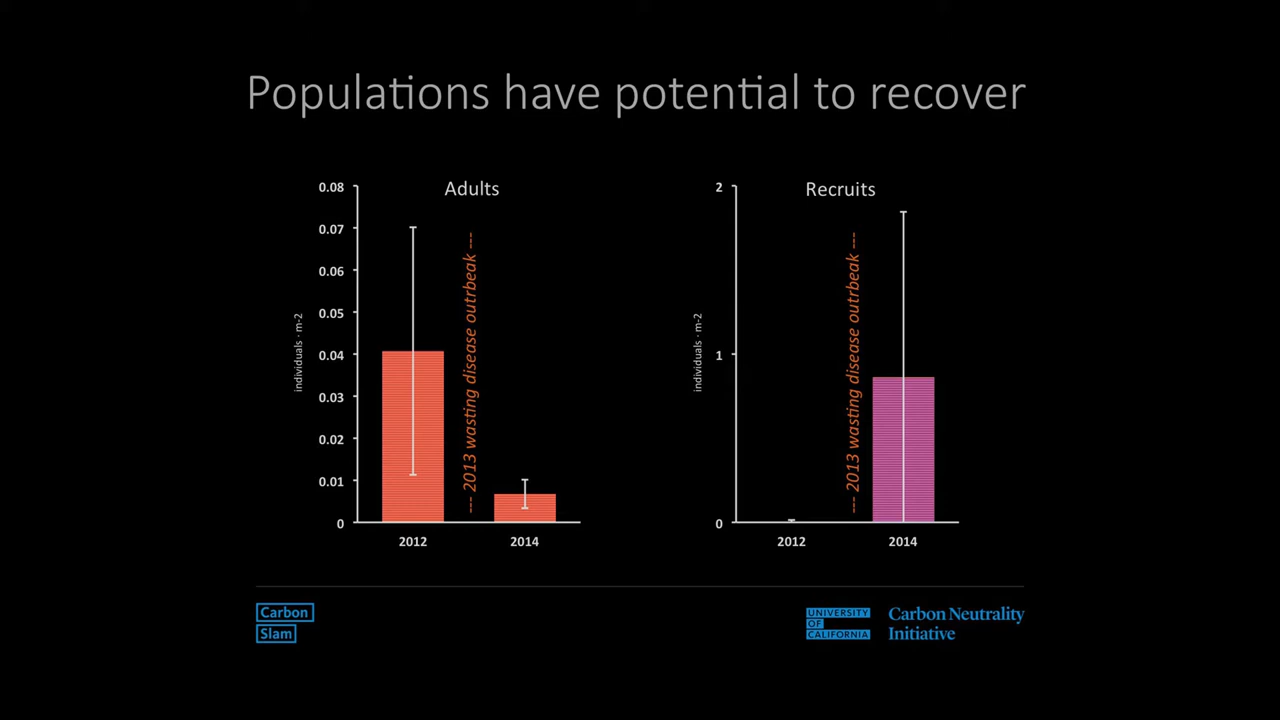 Populations have potential to recover
Adults
0.08
0.07
0.06
0.05
0.04
0.03
0.02
0.01
0
individuals · m-2
--- 2013 wasting disease outrbeak ---
2012
2014
Recruits
2
1
0
individuals · m-2
--- 2013 wasting disease outrbeak ---
2012
2014
Carbon
Slam
UNIVERSITY
OF
CALIFORNIA
Carbon Neutrality
Initiative